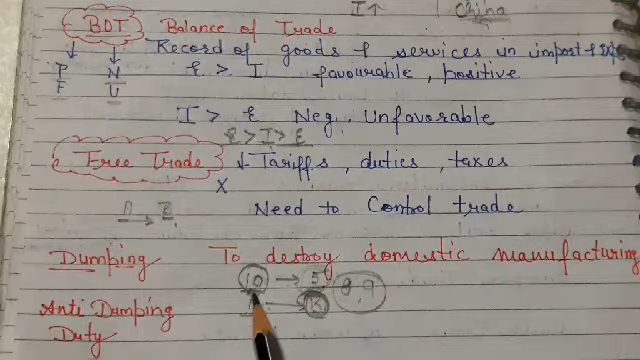 I↑ China
BOT Balance of Trade
↓ ↓ Record of goods & services in import + Exp
P N ε > I favourable, positive
F U
I > ε Neg. Unfavorable
ε > I > ε
Free Trade ↓ Tariffs, duties, taxes
X
Need to Control trade
Dumping To destroy domestic manufacturing
10 → 5 8,9
Anti Dumping
Duty